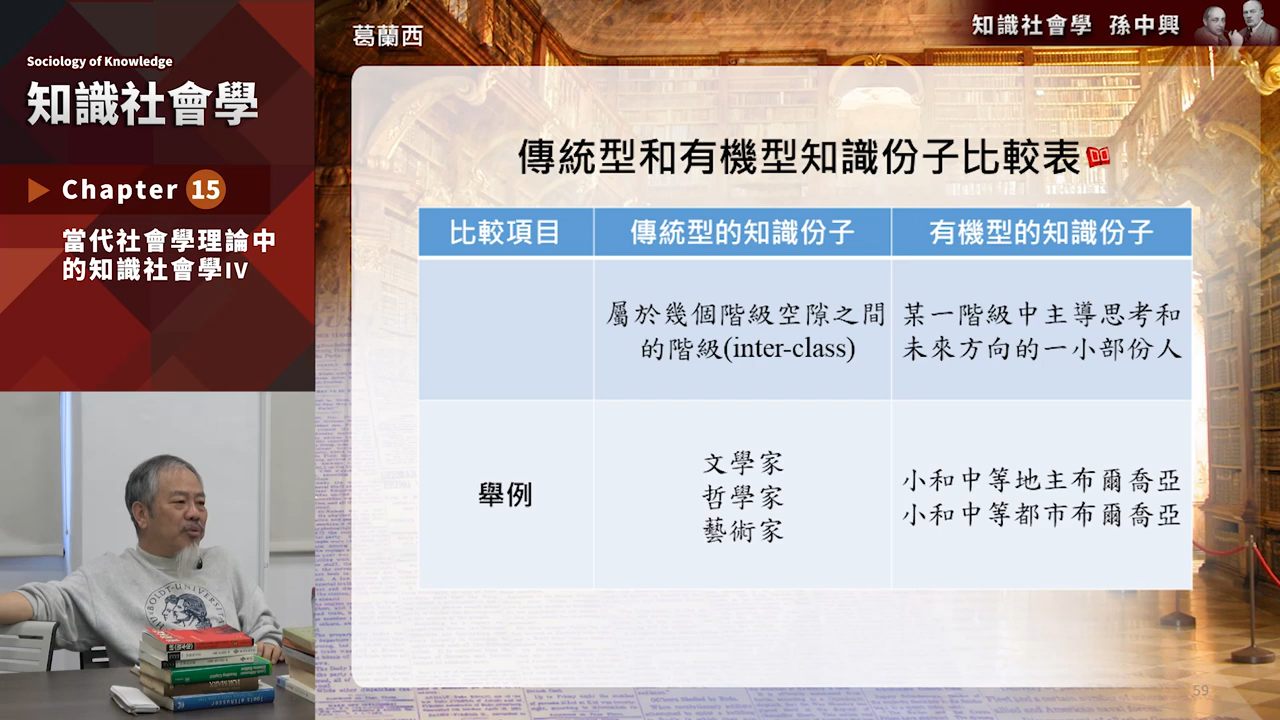 Sociology of Knowledge
知識社會學
Chapter 15
當代社會學理論中
的知識社會學IV
葛蘭西
知識社會學 孫中興
傳統型和有機型知識份子比較表
比較項目
傳統型的知識份子
有機型的知識份子
屬於幾個階級空隙之間
的階級(inter-class)
某一階級中主導思考和
未來方向的一小部份人
舉例
文學家
哲學家
藝術家
小和中等地主布爾喬亞
小和中等都市布爾喬亞
59